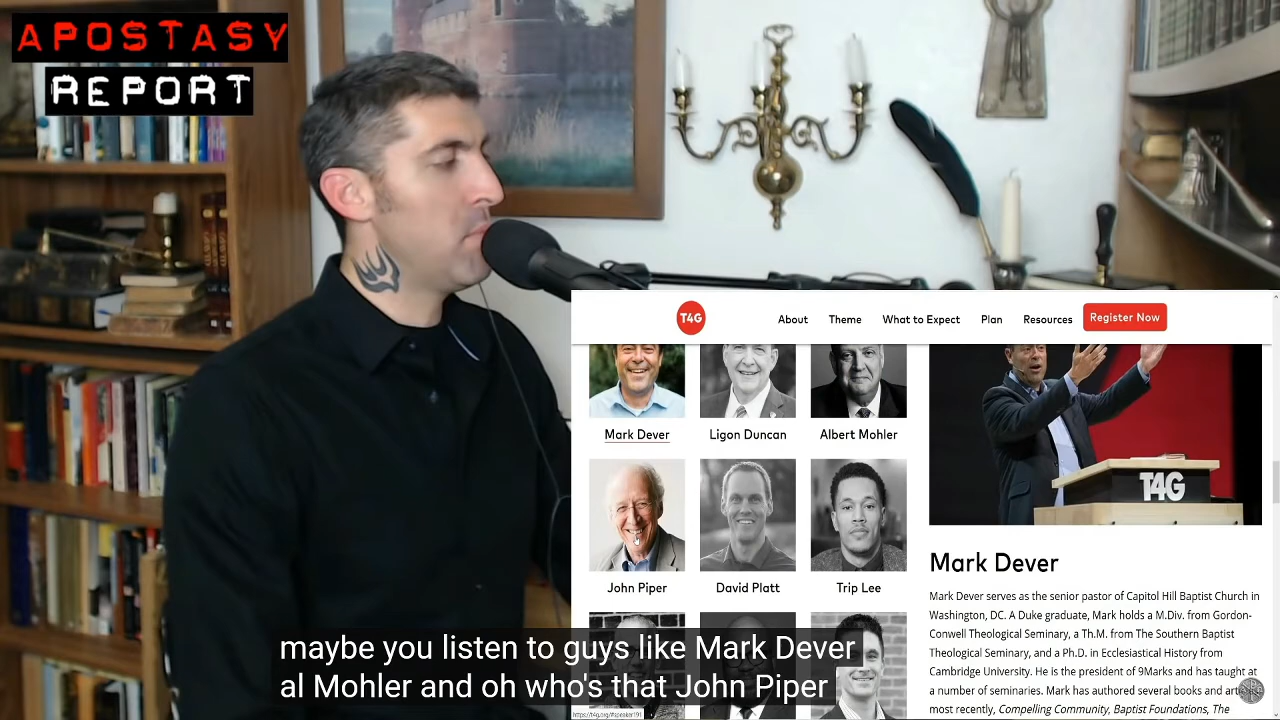 APOSTASY
REPORT
T4G
About Theme What to Expect Plan Resources Register Now
Mark Dever Ligon Duncan Albert Mohler
T4G
John Piper David Platt Trip Lee
Mark Dever
Mark Dever serves as the senior pastor of Capitol Hill Baptist Church in
Washington, DC. A Duke graduate, Mark holds a M.Div. from Gordon-
Conwell Theological Seminary, a Th.M. from The Southern Baptist
Theological Seminary, and a Ph.D. in Ecclesiastical History from
Cambridge University. He is the president of 9Marks and has taught at
a number of seminaries. Mark has authored several books and
most recently, Compelling Community, Baptist Foundations, The
maybe you listen to guys like Mark Dever
al Mohler and oh who's that John Piper
https://t4g.org/#speaker191